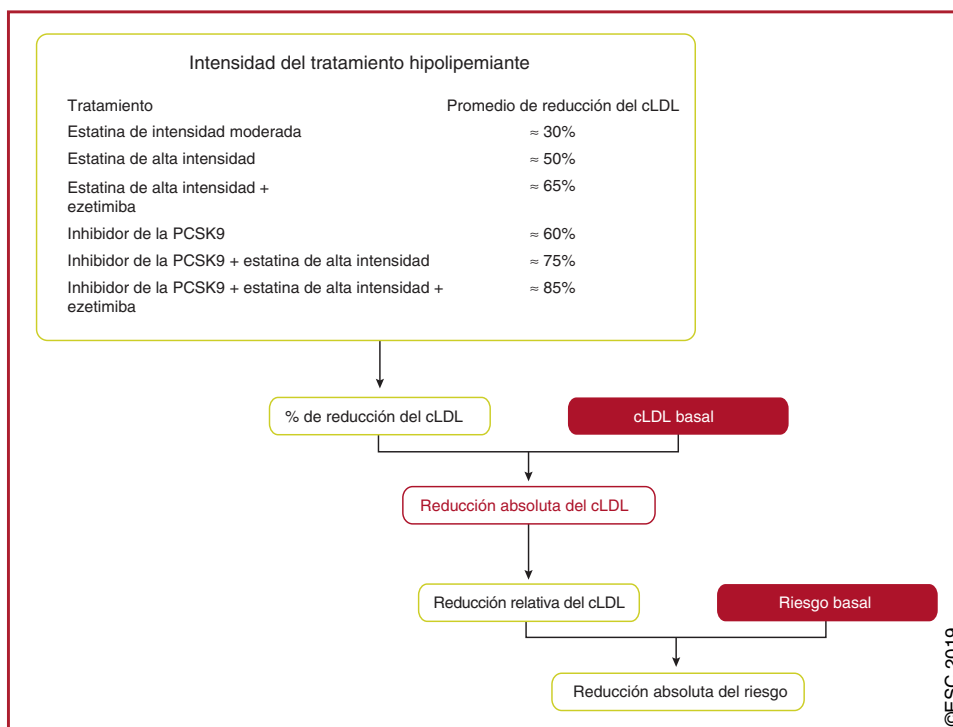 Intensidad del tratamiento hipolipemiante
Tratamiento Promedio de reducción del cLDL
Estatina de intensidad moderada ≈ 30%
Estatina de alta intensidad ≈ 50%
Estatina de alta intensidad + ≈ 65%
ezetimiba
Inhibidor de la PCSK9 ≈ 60%
Inhibidor de la PCSK9 + estatina de alta intensidad ≈ 75%
Inhibidor de la PCSK9 + estatina de alta intensidad + ≈ 85%
ezetimiba
% de reducción del cLDL
cLDL basal
Reducción absoluta del cLDL
Reducción relativa del cLDL
Riesgo basal
Reducción absoluta del riesgo
©ESC 2019